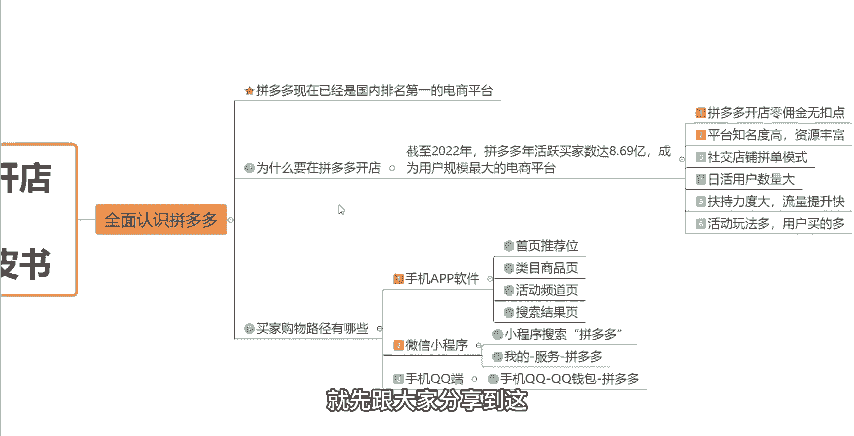 开店
皮书
全面认识拼多多
拼多多现在已经是国内排名第一的电商平台
为什么要在拼多多开店
截至2022年，拼多多年活跃买家数达8.69亿，成
为用户规模最大的电商平台
拼多多开店零佣金无扣点
平台知名度高，资源丰富
社交店铺拼单模式
日活用户数量大
扶持力度大，流量提升快
活动玩法多，用户买的多
买家购物路径有哪些
手机APP软件
首页推荐位
类目商品页
活动频道页
搜索结果页
微信小程序
小程序搜索“拼多多”
我的-服务-拼多多
手机QQ端
手机QQ-QQ钱包-拼多多
就先跟大家分享到这